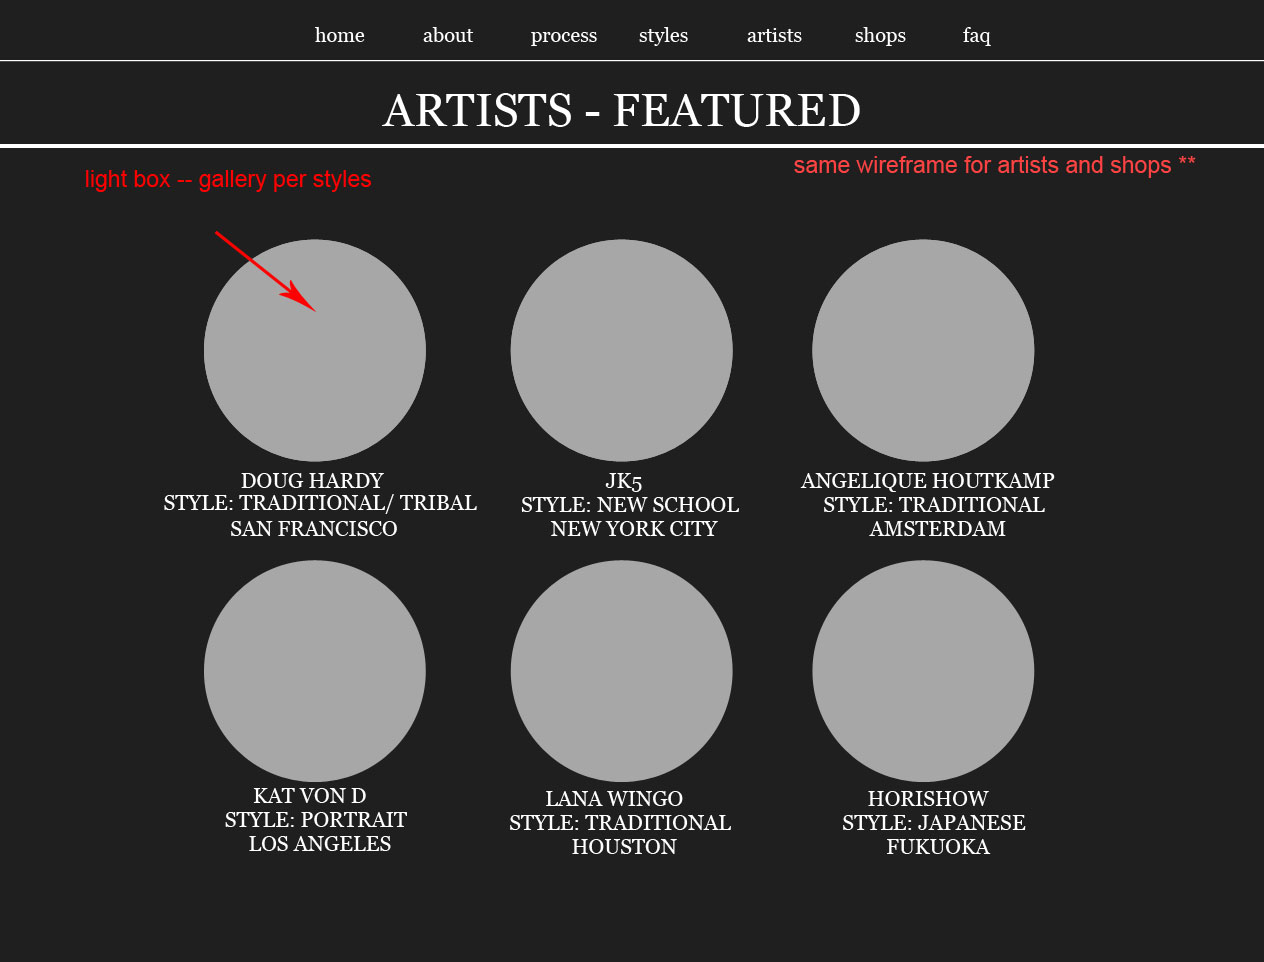 home about process styles artists shops faq
ARTISTS - FEATURED
same wireframe for artists and shops **
light box -- gallery per styles
DOUG HARDY
STYLE: TRADITIONAL/ TRIBAL
SAN FRANCISCO
JK5
STYLE: NEW SCHOOL
NEW YORK CITY
ANGELIQUE HOUTKAMP
STYLE: TRADITIONAL
AMSTERDAM
KAT VON D
STYLE: PORTRAIT
LOS ANGELES
LANA WINGO
STYLE: TRADITIONAL
HOUSTON
HORISHOW
STYLE: JAPANESE
FUKUOKA